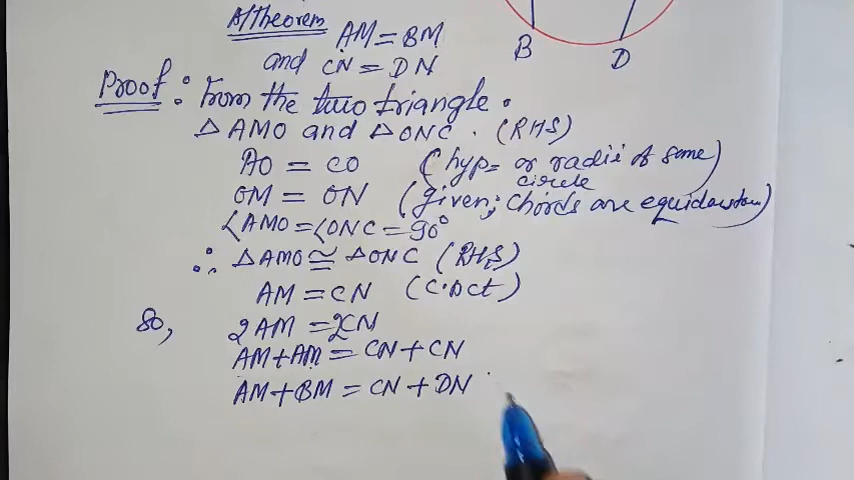 A/Theorem
AM = BM
and CN = DN
B
D
Proof: From the two triangle.
△ AMO and △ ONC. (RHS)
AO = CO (hyp= or radii of same circle)
OM = ON (given; chords are equidistan)
∠AMO = ∠ONC = 90°
∴ △AMO ≅ △ONC (RHS)
AM = CN (C.P.ct)
So, 2AM = 2CN
AM + AM = CN + CN
AM + BM = CN + DN